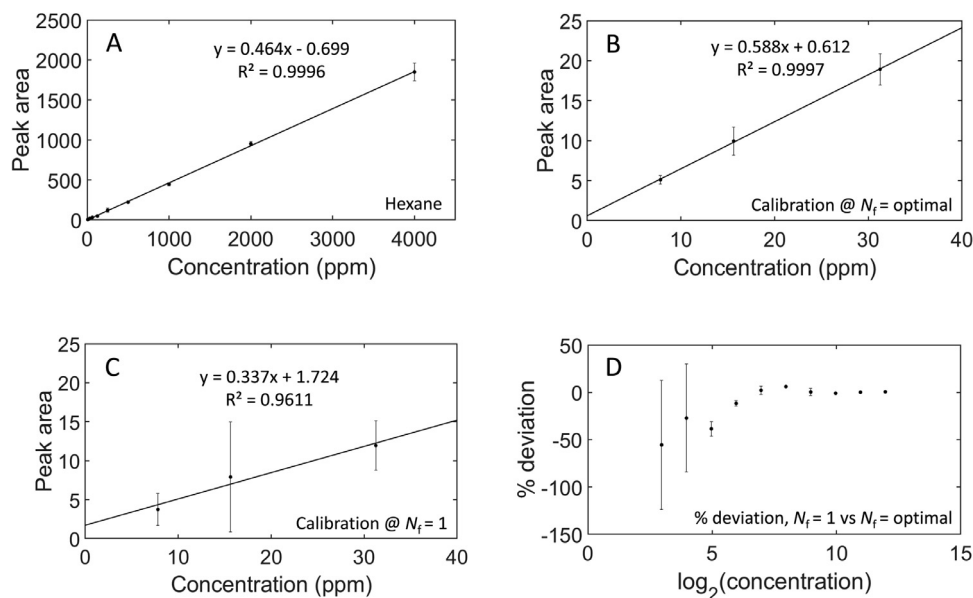 A
y = 0.464x - 0.699
R² = 0.9996
Hexane
2500
2000
1500
1000
500
0
0 1000 2000 3000 4000
Peak area
Concentration (ppm)
B
y = 0.588x + 0.612
R² = 0.9997
Calibration @ Nf = optimal
25
20
15
10
5
0
0 10 20 30 40
Peak area
Concentration (ppm)
C
y = 0.337x + 1.724
R² = 0.9611
Calibration @ Nf = 1
25
20
15
10
5
0
0 10 20 30 40
Peak area
Concentration (ppm)
D
% deviation, Nf = 1 vs Nf = optimal
50
0
-50
-100
-150
0 5 10 15
% deviation
log2(concentration)